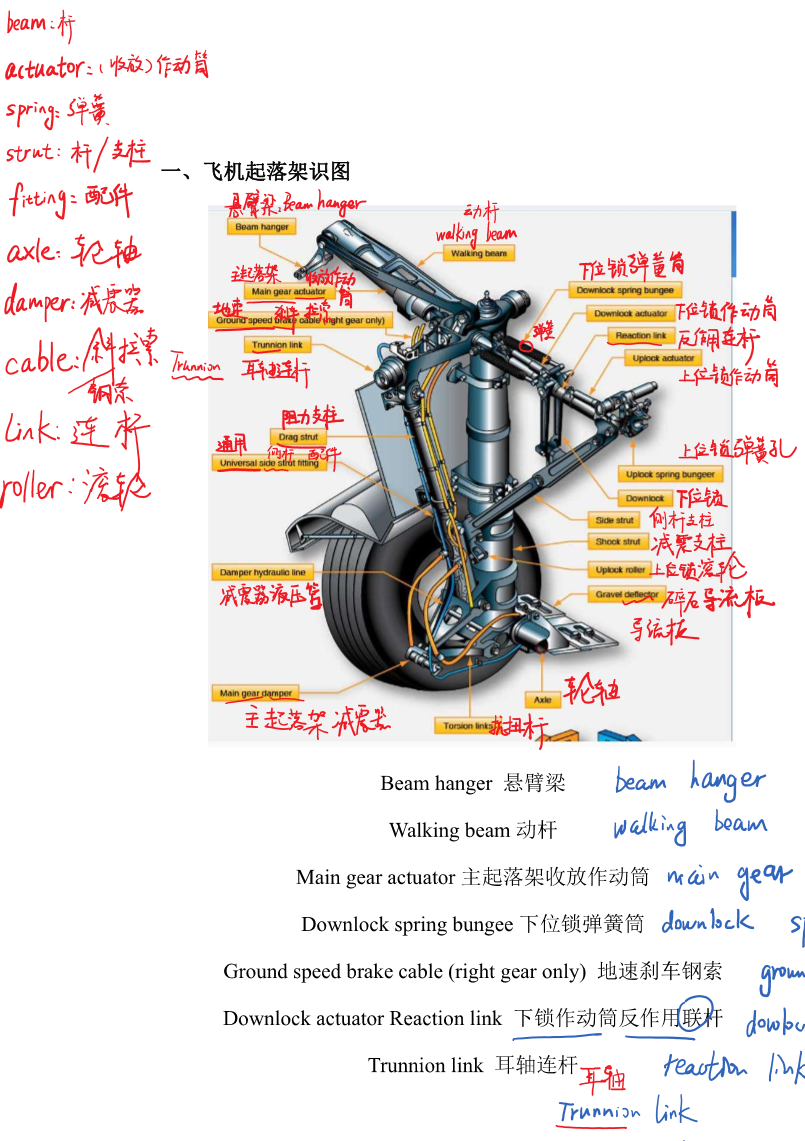 beam:杆
actuator:(收放)作动筒
spring:弹簧
strut:杆/支柱
fitting:配件
axle:轮轴
damper:减震器
cable:斜拉索
钢索
Link:连杆
roller:滚轮
一、飞机起落架识图
悬臂梁:Beam hanger
Beam hanger
动杆
walking beam
Walking beam
主起落架 收放作动筒
Main gear actuator
地速 刹车
Ground speed brake cable (right gear only)
Trunnion link
Trunnion 耳轴连杆
阻力支柱
Drag strut
通用 侧杆 配件
Universal side strut fitting
Damper hydraulic line
减震器液压管
Main gear damper
主起落架减震器
下位锁弹簧筒
Downlock spring bungee
弹簧
Downlock actuator 下位锁作动筒
Reaction link 反作用连杆
Uplock actuator
上位锁作动筒
上位锁弹簧孔
Uplock spring bungeer
Downlock 下位锁
Side strut 侧杆支柱
Shock strut 减震支柱
Uplock roller 上位锁滚轮
Gravel deflector 碎石导流板
导流板
Axle 轮轴
Torsion links 抗扭杆
Beam hanger 悬臂梁 beam hanger
Walking beam 动杆 walking beam
Main gear actuator 主起落架收放作动筒 main gear
Downlock spring bungee 下位锁弹簧筒 downlock sp
Ground speed brake cable (right gear only) 地速刹车钢索 groun
Downlock actuator Reaction link 下锁作动筒反作用联杆
Trunnion link 耳轴连杆 耳轴 reaction link
Trunnion link